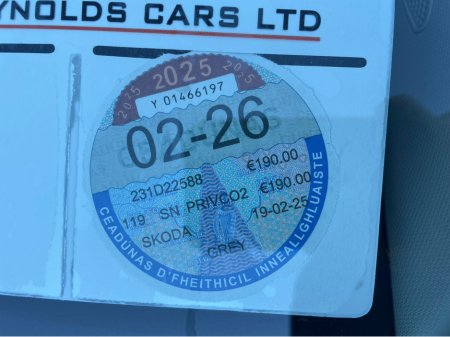 YNOLDS CARS LTD
2025 2025 2025
Y 01466197
02-26
231D22588 €190.00
119 SN PRIVCO2 €190.00
SKODA 19-02-25
GREY
CEADÚNAS D'FHEITHICIL INNEALLGHLUAISTE